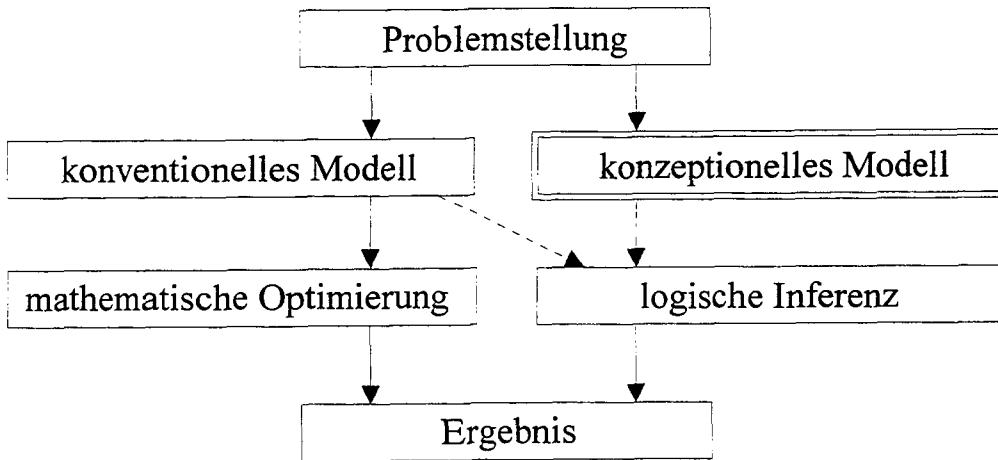 Problemstellung
konventionelles Modell
konzeptionelles Modell
mathematische Optimierung
logische Inferenz
Ergebnis